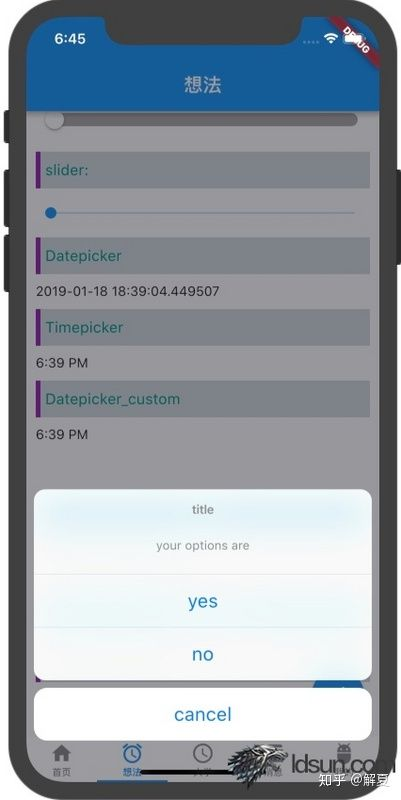 6:45
DEBUG
想法
slider:
Datepicker
2019-01-18 18:39:04.449507
Timepicker
6:39 PM
Datepicker_custom
6:39 PM
title
your options are
yes
no
cancel
ldsun.com
首页
想法
知乎 @解夏